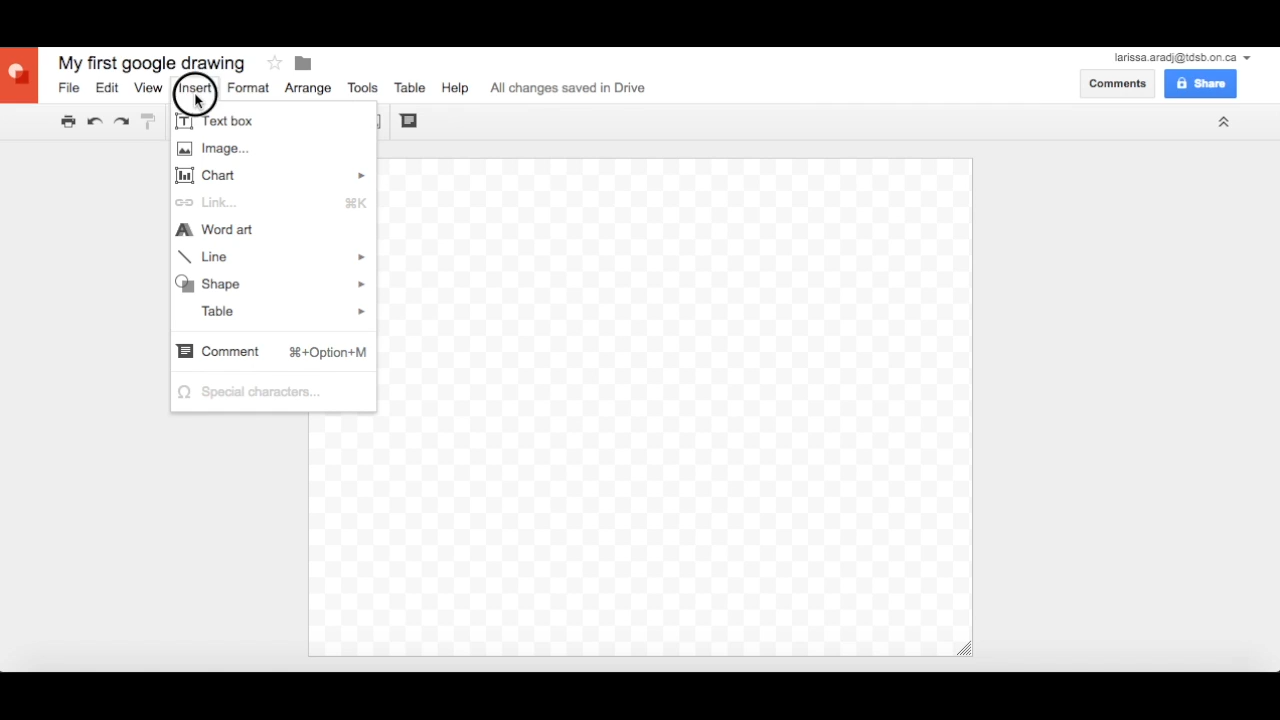 My first google drawing
larissa.aradj@tdsb.on.ca
File Edit View Insert Format Arrange Tools Table Help All changes saved in Drive
Comments Share
Text box
Image...
Chart
Link... ⌘K
Word art
Line
Shape
Table
Comment ⌘+Option+M
Special characters...